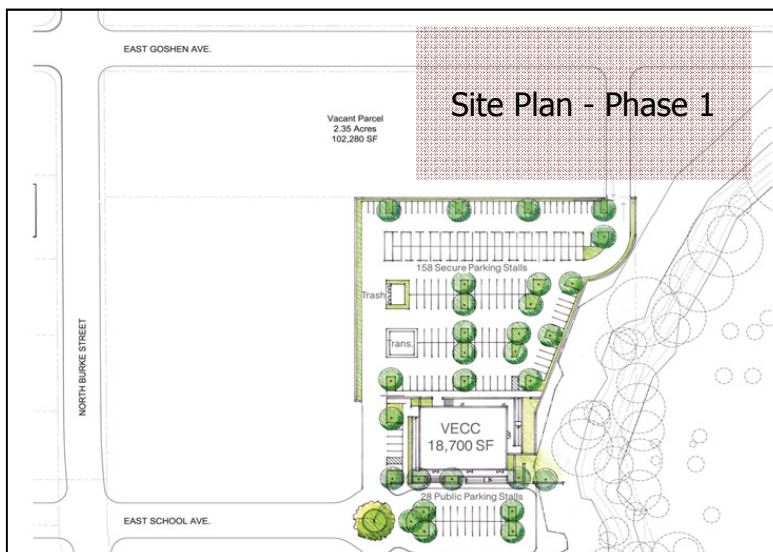 EAST GOSHEN AVE.
Site Plan - Phase 1
Vacant Parcel
2.35 Acres
102,280 SF
158 Secure Parking Stalls
Trash
Trans.
NORTH BURKE STREET
VECC
18,700 SF
28 Public Parking Stalls
EAST SCHOOL AVE.